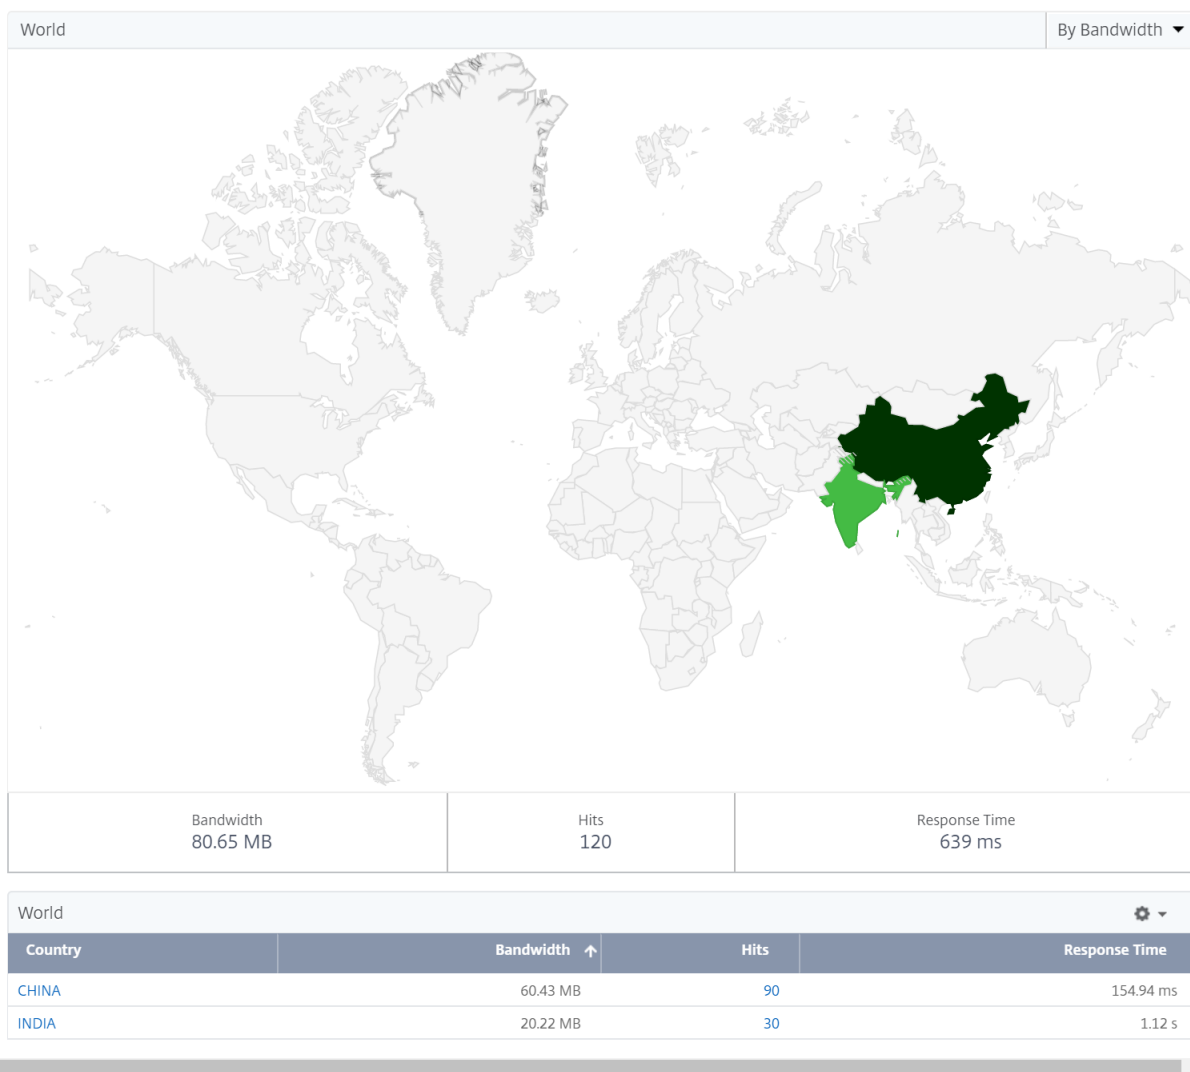 World By Bandwidth
Bandwidth Hits Response Time
80.65 MB 120 639 ms
World
Country Bandwidth Hits Response Time
CHINA 60.43 MB 90 154.94 ms
INDIA 20.22 MB 30 1.12 s